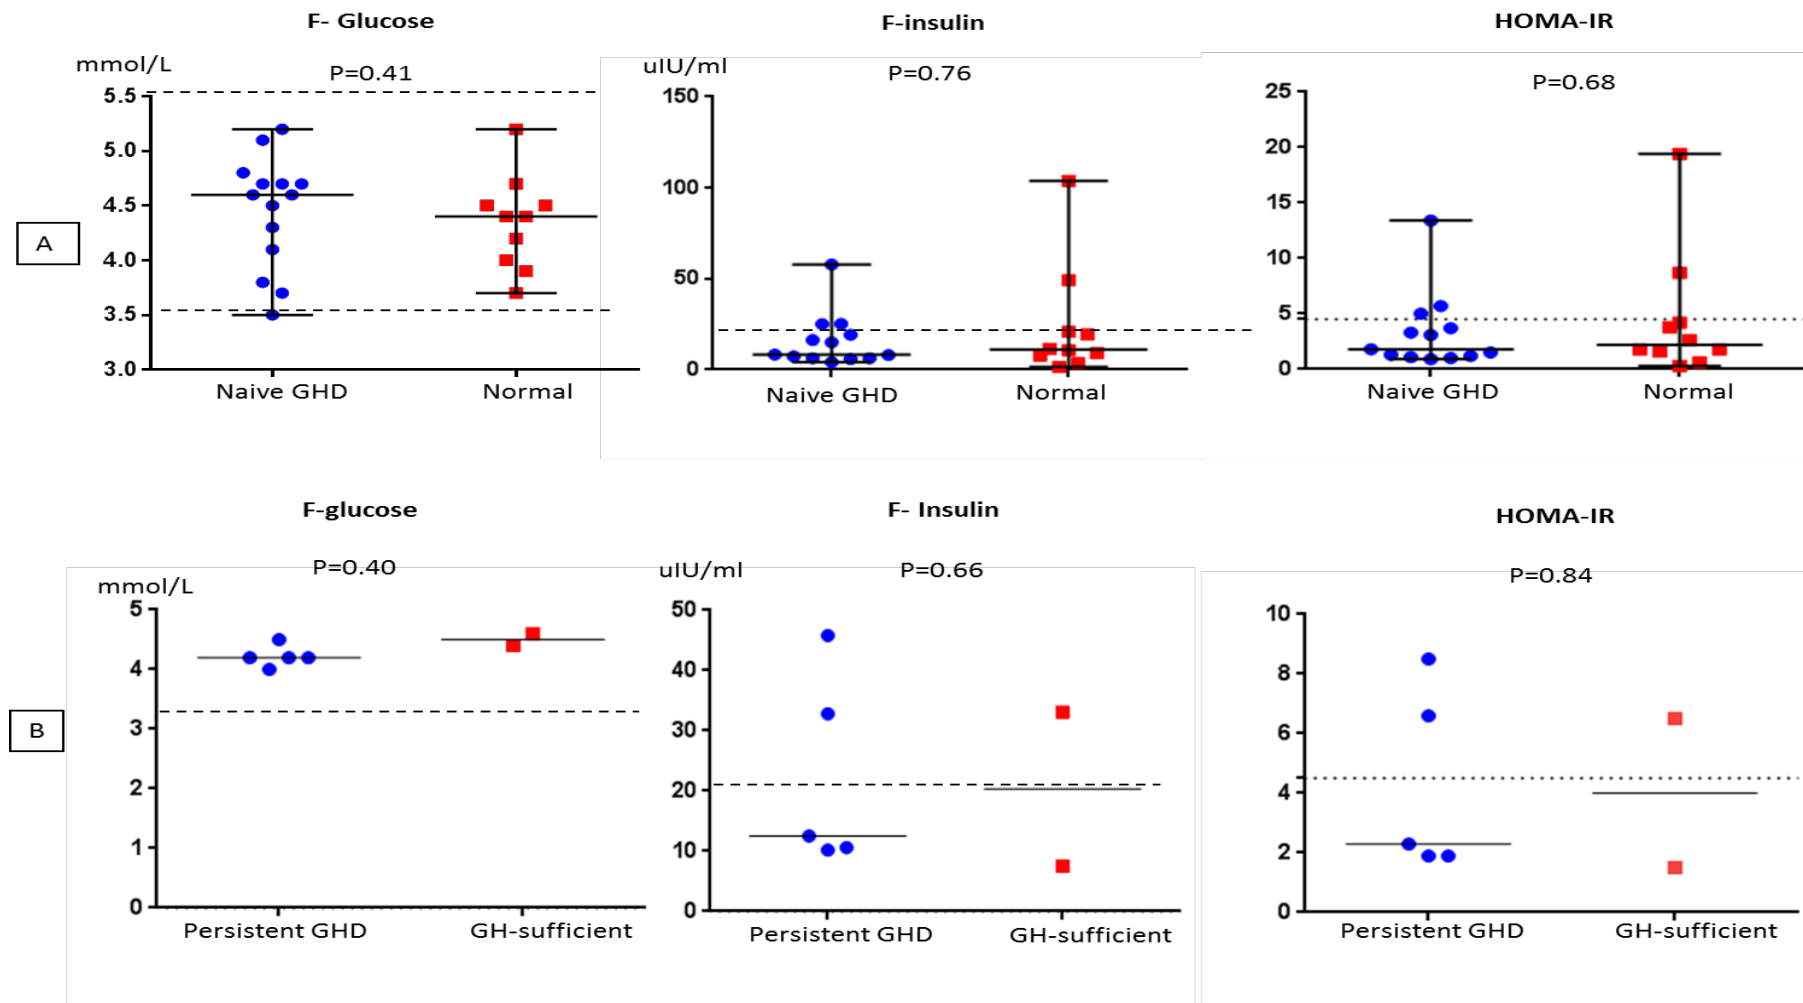 F- Glucose
F-insulin
HOMA-IR
mmol/L
P=0.41
uIU/ml
P=0.76
P=0.68
5.5
5.0
4.5
4.0
3.5
3.0
150
100
50
0
25
20
15
10
5
0
A
Naive GHD
Normal
Naive GHD
Normal
Naive GHD
Normal
F-glucose
F- Insulin
HOMA-IR
mmol/L
P=0.40
uIU/ml
P=0.66
P=0.84
5
4
3
2
1
0
50
40
30
20
10
0
10
8
6
4
2
0
B
Persistent GHD
GH-sufficient
Persistent GHD
GH-sufficient
Persistent GHD
GH-sufficient